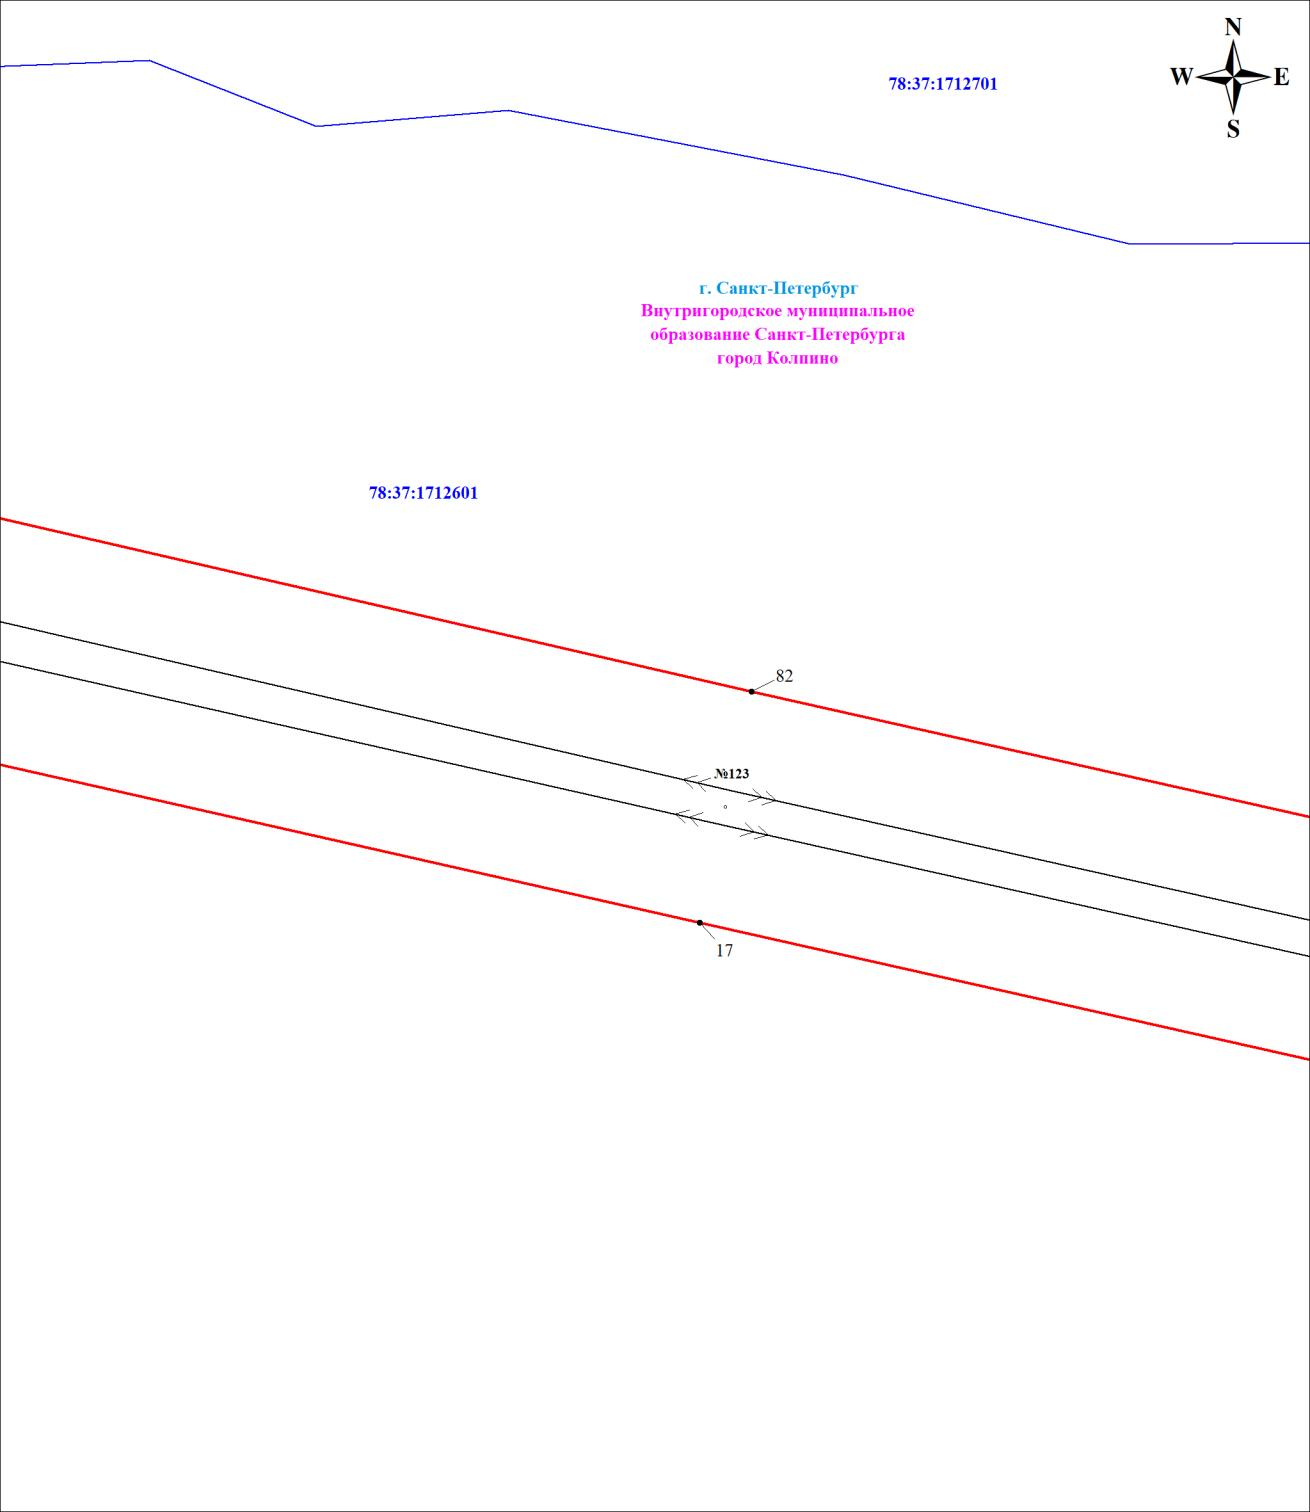 N
78:37:1712701
W E
S
г. Санкт-Петербург
Внутригородское муниципальное
образование Санкт-Петербурга
город Колпино
78:37:1712601
82
№123
17